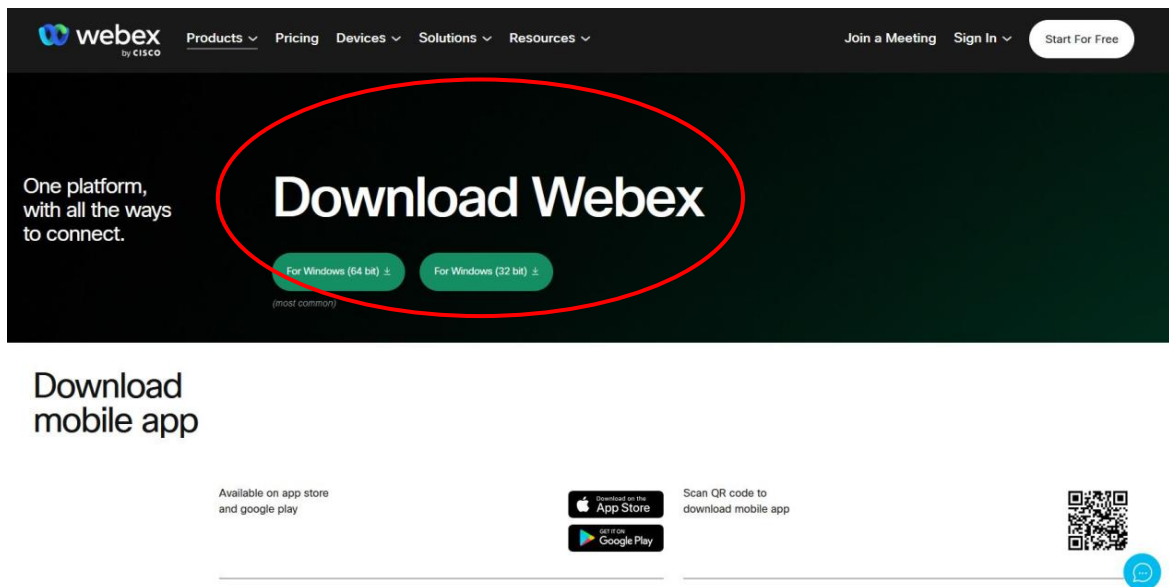 webex
by CISCO
Products Pricing Devices Solutions Resources
Join a Meeting Sign In Start For Free
One platform,
with all the ways
to connect.
Download Webex
For Windows (64 bit) For Windows (32 bit)
(most common)
Download
mobile app
Available on app store
and google play
Download on the
App Store
GET IT ON
Google Play
Scan QR code to
download mobile app